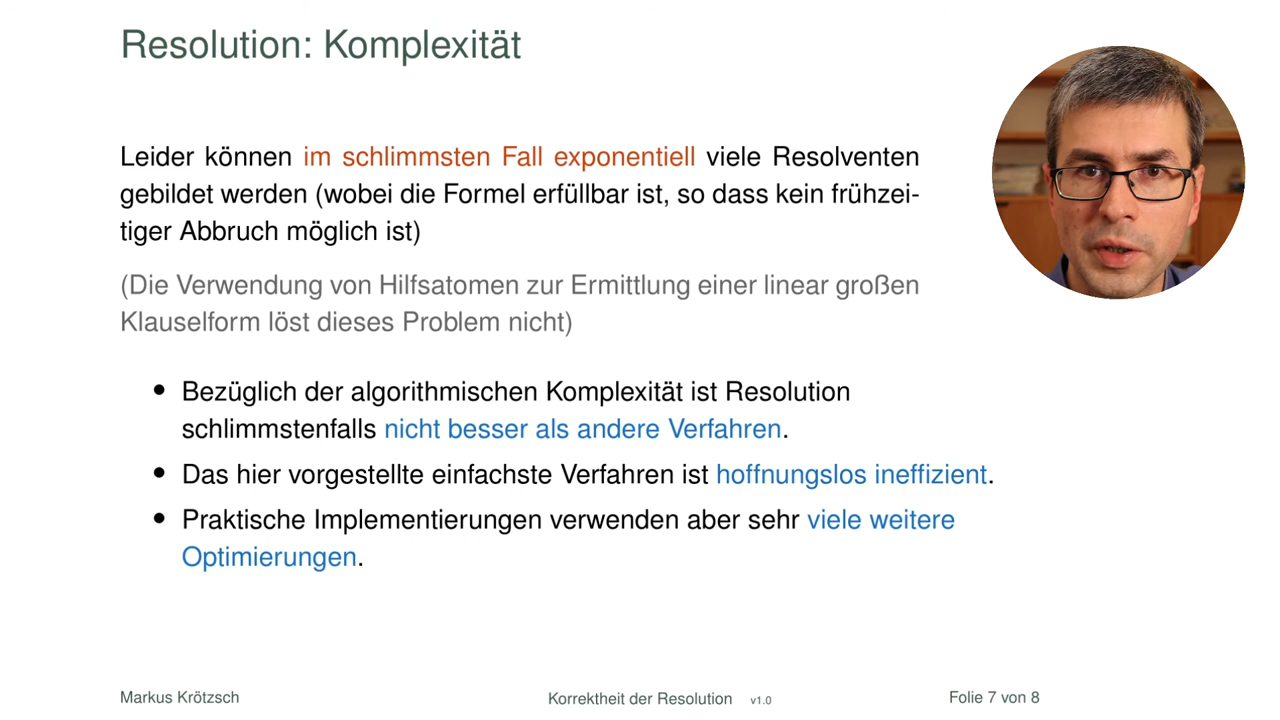 Resolution: Komplexität
Leider können im schlimmsten Fall exponentiell viele Resolventen
gebildet werden (wobei die Formel erfüllbar ist, so dass kein frühzei-
tiger Abbruch möglich ist)
(Die Verwendung von Hilfsatomen zur Ermittlung einer linear großen
Klauselform löst dieses Problem nicht)
• Bezüglich der algorithmischen Komplexität ist Resolution
schlimmstenfalls nicht besser als andere Verfahren.
• Das hier vorgestellte einfachste Verfahren ist hoffnungslos ineffizient.
• Praktische Implementierungen verwenden aber sehr viele weitere
Optimierungen.
Markus Krötzsch Korrektheit der Resolution v1.0 Folie 7 von 8